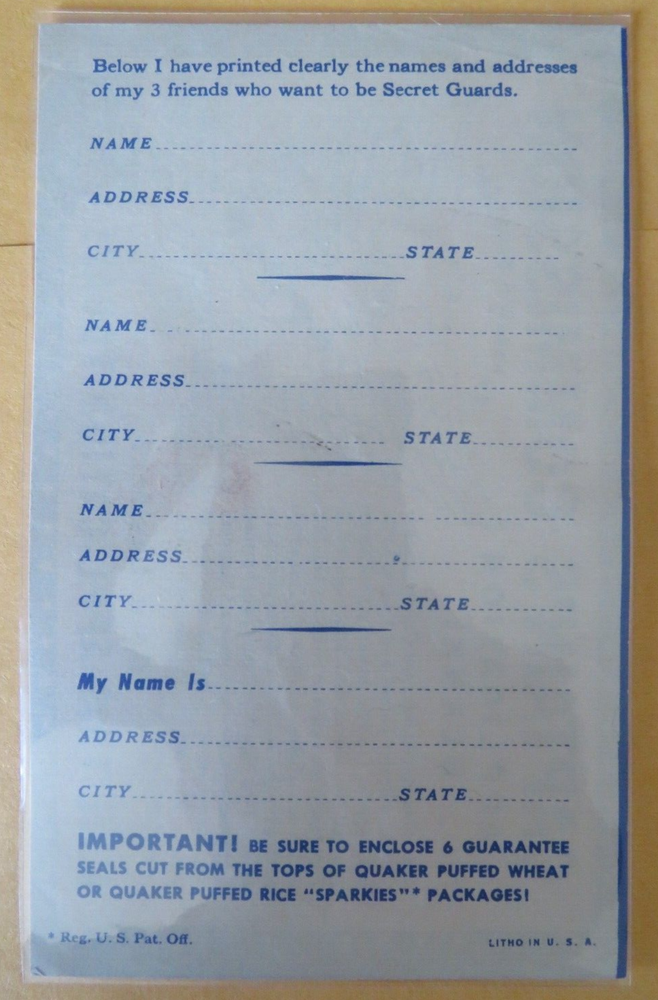 Below I have printed clearly the names and addresses
of my 3 friends who want to be Secret Guards.
NAME
ADDRESS
CITY STATE
NAME
ADDRESS
CITY STATE
NAME
ADDRESS
CITY STATE
My Name Is
ADDRESS
CITY STATE
IMPORTANT! BE SURE TO ENCLOSE 6 GUARANTEE
SEALS CUT FROM THE TOPS OF QUAKER PUFFED WHEAT
OR QUAKER PUFFED RICE "SPARKIES"* PACKAGES!
* Reg. U. S. Pat. Off. LITHO IN U. S. A.